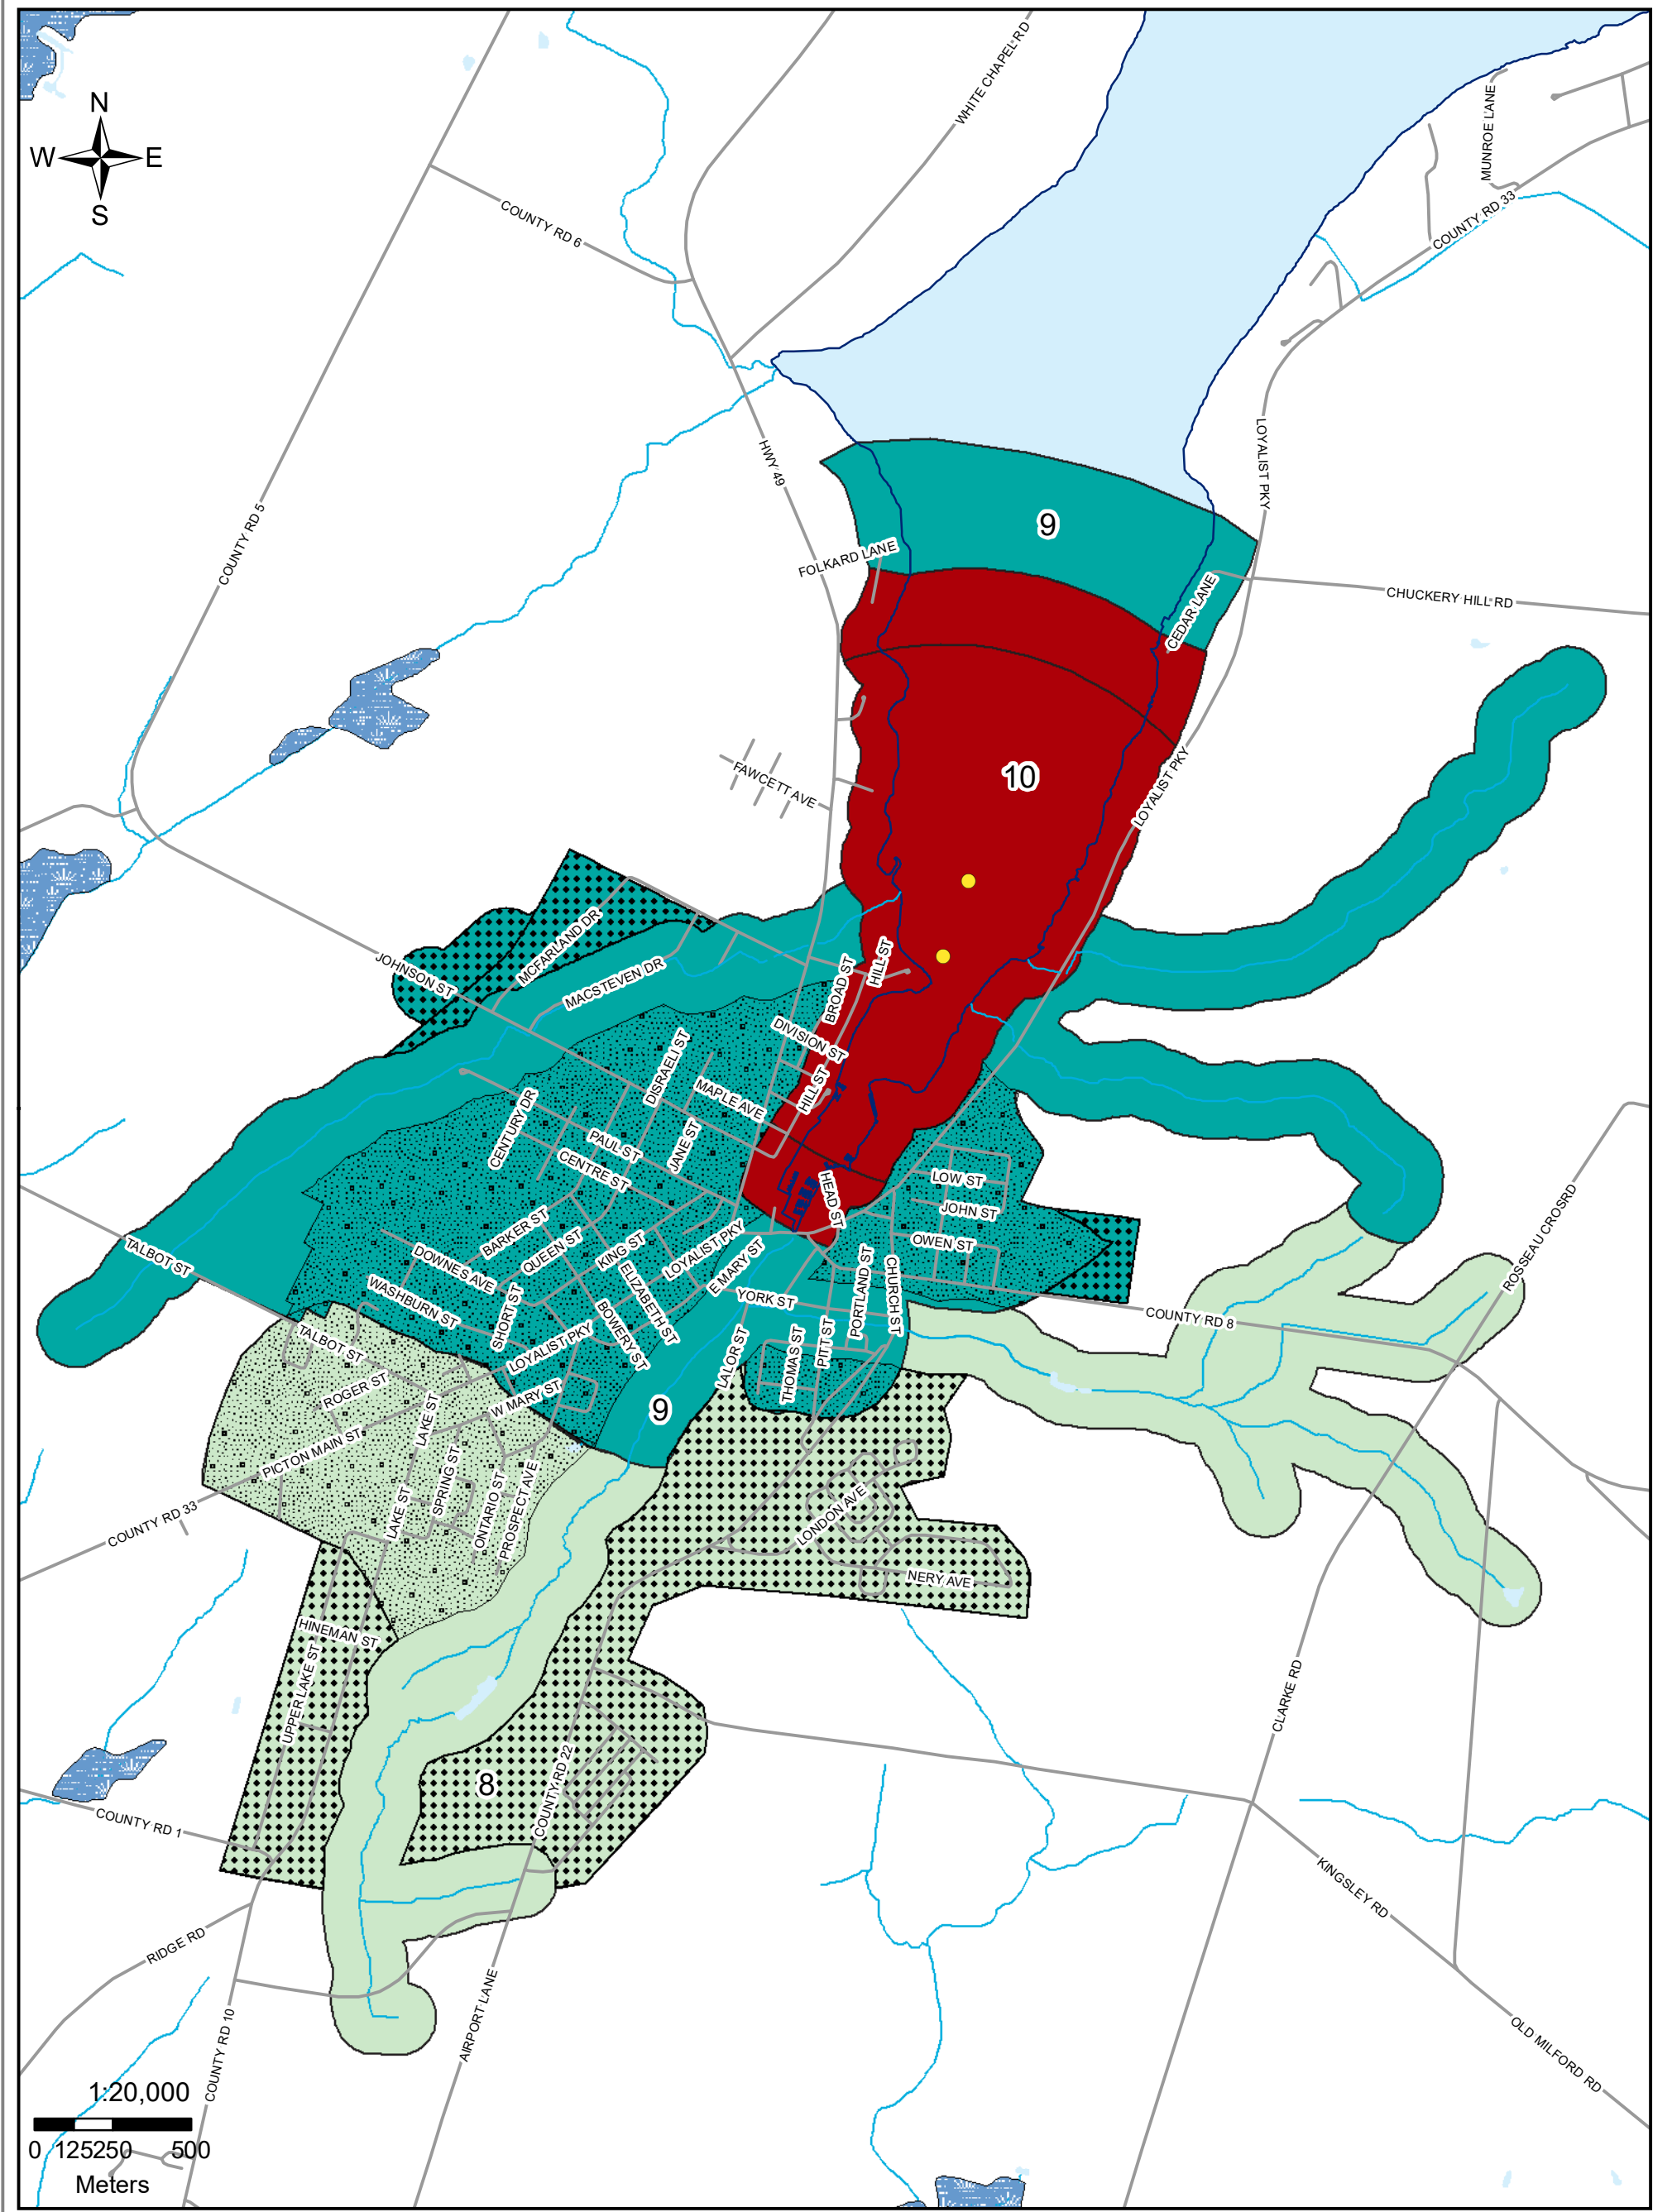 WHITE CHAPEL RD
MUNROE LANE
N
W E
S
COUNTY RD 6
COUNTY RD 33
HWY 49
LOYALIST PKY
COUNTY RD 5
9
FOLKARD LANE
CEDAR LANE
CHUCKERY HILL RD
FAWCETT AVE
10
LOYALIST PKY
MCFARLAND DR
JOHNSON ST
MACSTEVEN DR
HILL ST
BROAD ST
DIVISION ST
DISRAELI ST
MAPLE AVE
HILL ST
CENTURY DR
PAUL ST
JANE ST
CENTRE ST
HEAD ST
LOW ST
JOHN ST
BARKER ST
QUEEN ST
KING ST
LOYALIST PKY
OWEN ST
TALBOT ST
DOWNES AVE
E MARY ST
ROSSEAU CROSRD
WASHBURN ST
SHORT ST
ELIZABETH ST
YORK ST
PORTLAND ST
CHURCH ST
COUNTY RD 8
BOWERY ST
TALBOT ST
LOYALIST PKY
LALOR ST
THOMAS ST
PITT ST
ROGER ST
LAKE ST
W MARY ST
9
PICTON MAIN ST
SPRING ST
COUNTY RD 33
LAKE ST
ONTARIO ST
PROSPECT AVE
LONDON AVE
NERY AVE
HINEMAN ST
UPPER LAKE ST
CLARKE RD
8
COUNTY RD 22
COUNTY RD 1
KINGSLEY RD
RIDGE RD
AIRPORT LANE
COUNTY RD 10
OLD MILFORD RD
1:20,000
0 125 250 500
Meters